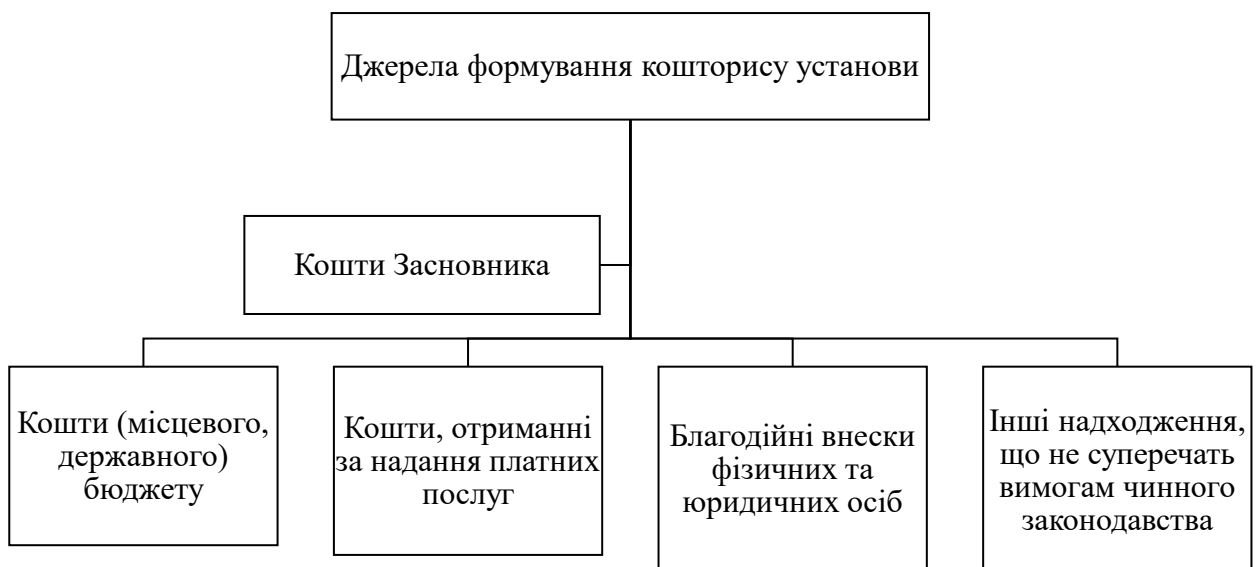 Джерела формування кошторису установи
Кошти Засновника
Кошти (місцевого,
державного)
бюджету
Кошти, отриманні
за надання платних
послуг
Благодійні внески
фізичних та
юридичних осіб
Інші надходження,
що не суперечать
вимогам чинного
законодавства